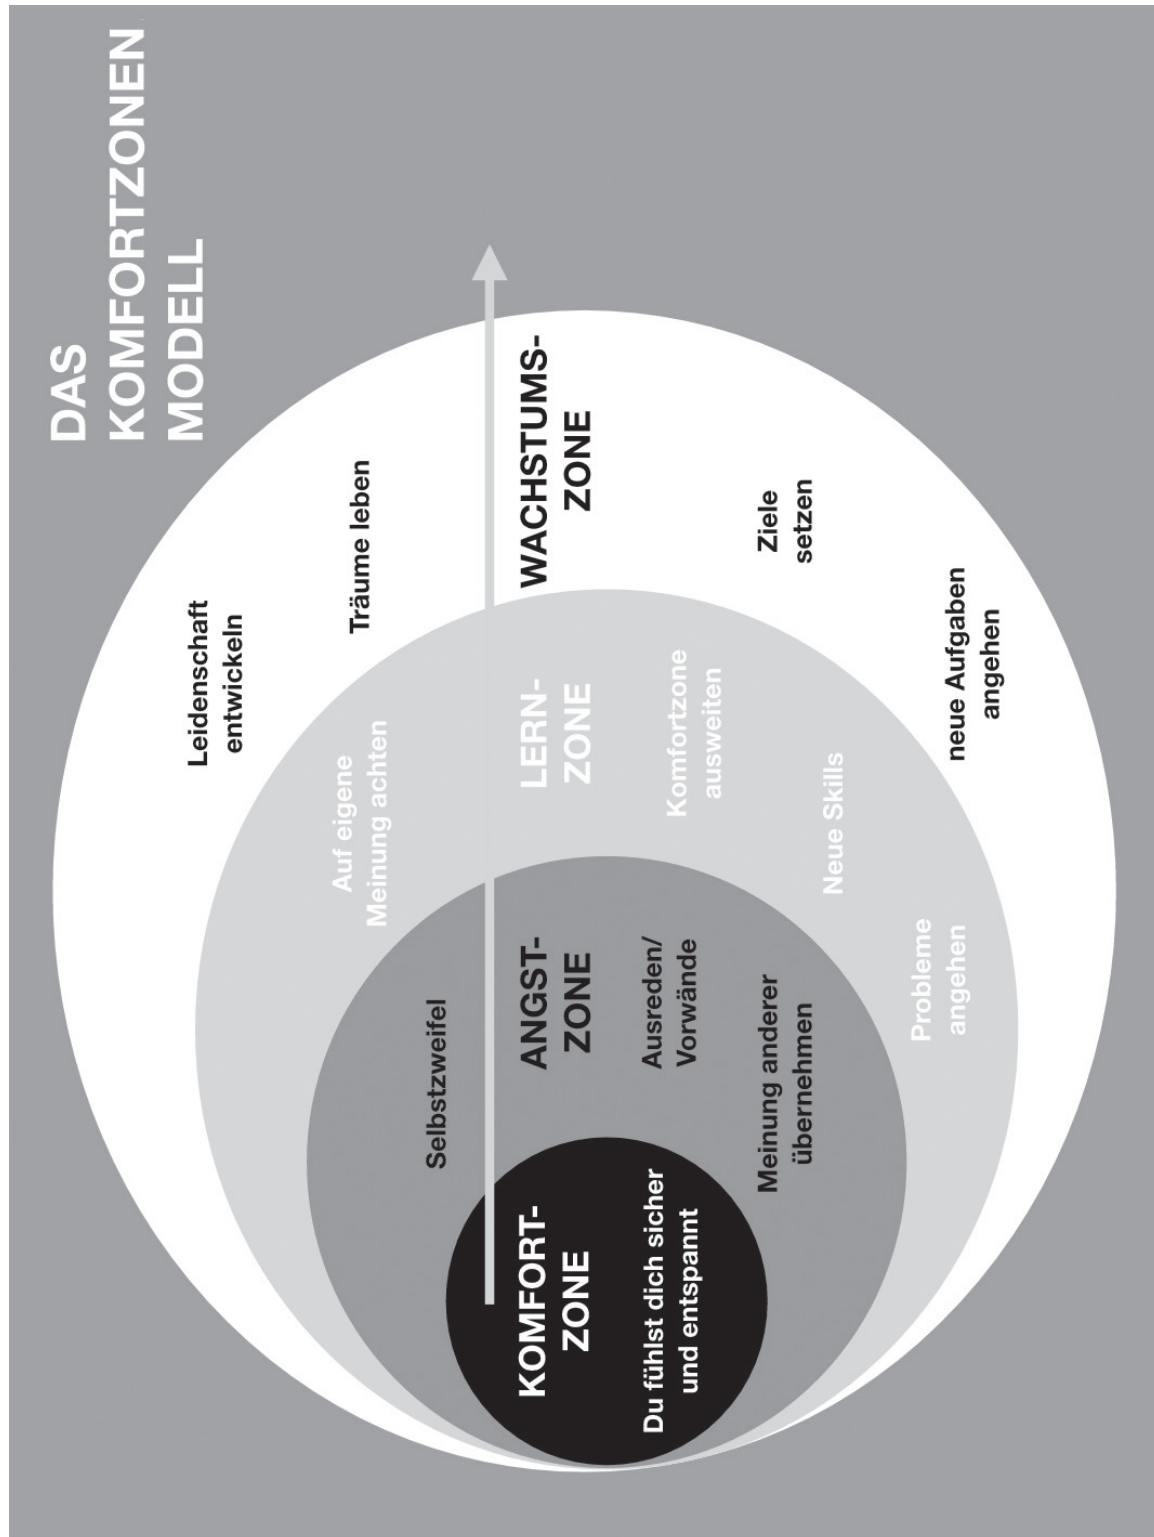 DAS
KOMFORTZONEN
MODELL
KOMFORT-
ZONE
Du fühlst dich sicher
und entspannt
Selbstzweifel
ANGST-
ZONE
Ausreden/
Vorwände
Meinung anderer
übernehmen
Auf eigene
Meinung achten
LERN-
ZONE
Komfortzone
ausweiten
Neue Skills
Probleme
angehen
Leidenschaft
entwickeln
Träume leben
WACHSTUMS-
ZONE
Ziele
setzen
neue Aufgaben
angehen